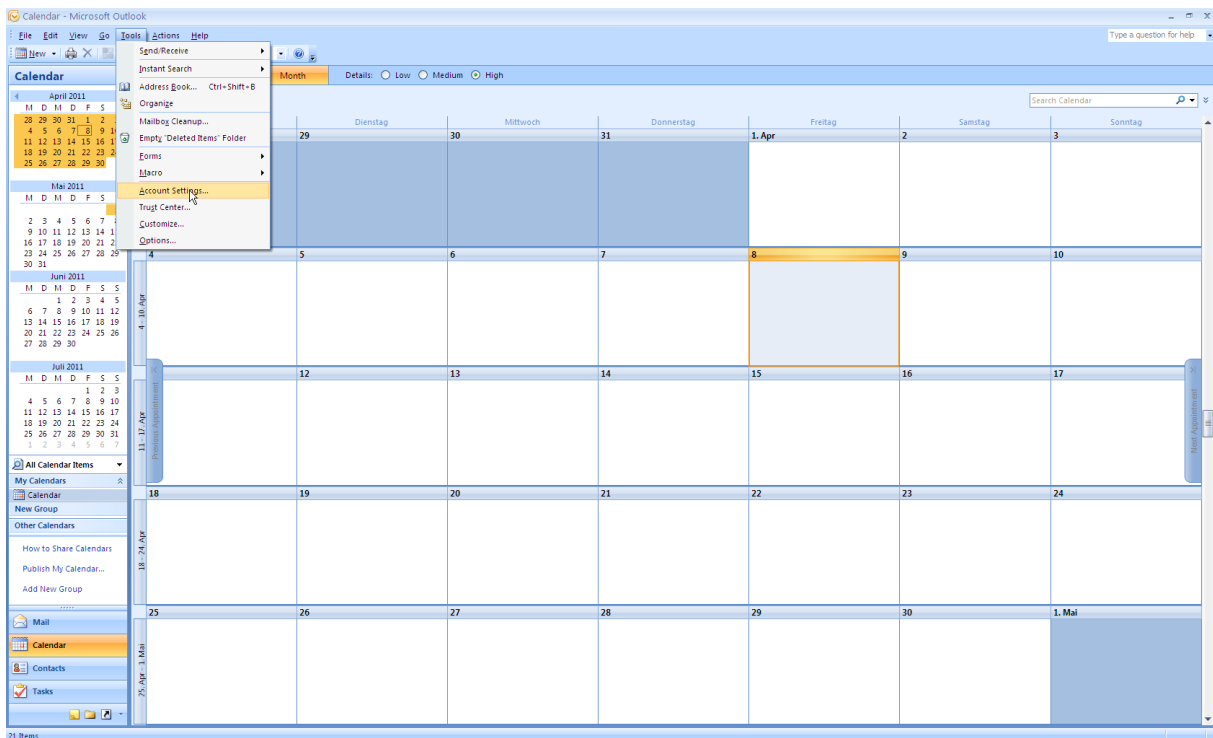 Calendar - Microsoft Outlook
File Edit View Go Tools Actions Help
Type a question for help
New
Send/Receive
Instant Search
Address Book... Ctrl+Shift+B
Organize
Mailbox Cleanup...
Empty "Deleted Items" Folder
Forms
Macro
Account Settings...
Trust Center...
Customize...
Options...
Calendar
Month Details: Low Medium High
Search Calendar
April 2011
M D M D F S
28 29 30 31 1 2
4 5 6 7 8 9
11 12 13 14 15 16
18 19 20 21 22 23
25 26 27 28 29 30
Mai 2011
M D M D F S
2 3 4 5 6 7
9 10 11 12 13 14
16 17 18 19 20 21
23 24 25 26 27 28 29
30 31
Juni 2011
M D M D F S S
1 2 3 4 5
6 7 8 9 10 11 12
13 14 15 16 17 18 19
20 21 22 23 24 25 26
27 28 29 30
Juli 2011
M D M D F S S
1 2 3
4 5 6 7 8 9 10
11 12 13 14 15 16 17
18 19 20 21 22 23 24
25 26 27 28 29 30 31
1 2 3 4 5 6 7
All Calendar Items
My Calendars
Calendar
New Group
Other Calendars
How to Share Calendars
Publish My Calendar...
Add New Group
Mail
Calendar
Contacts
Tasks
21 Items
Dienstag Mittwoch Donnerstag Freitag Samstag Sonntag
29 30 31 1. Apr 2 3
4 5 6 7 8 9 10
4 - 10. Apr
12 13 14 15 16 17
11 - 17. Apr
Previous Appointment
Next Appointment
18 19 20 21 22 23 24
18 - 24. Apr
25 26 27 28 29 30 1. Mai
25. Apr - 1. Mai